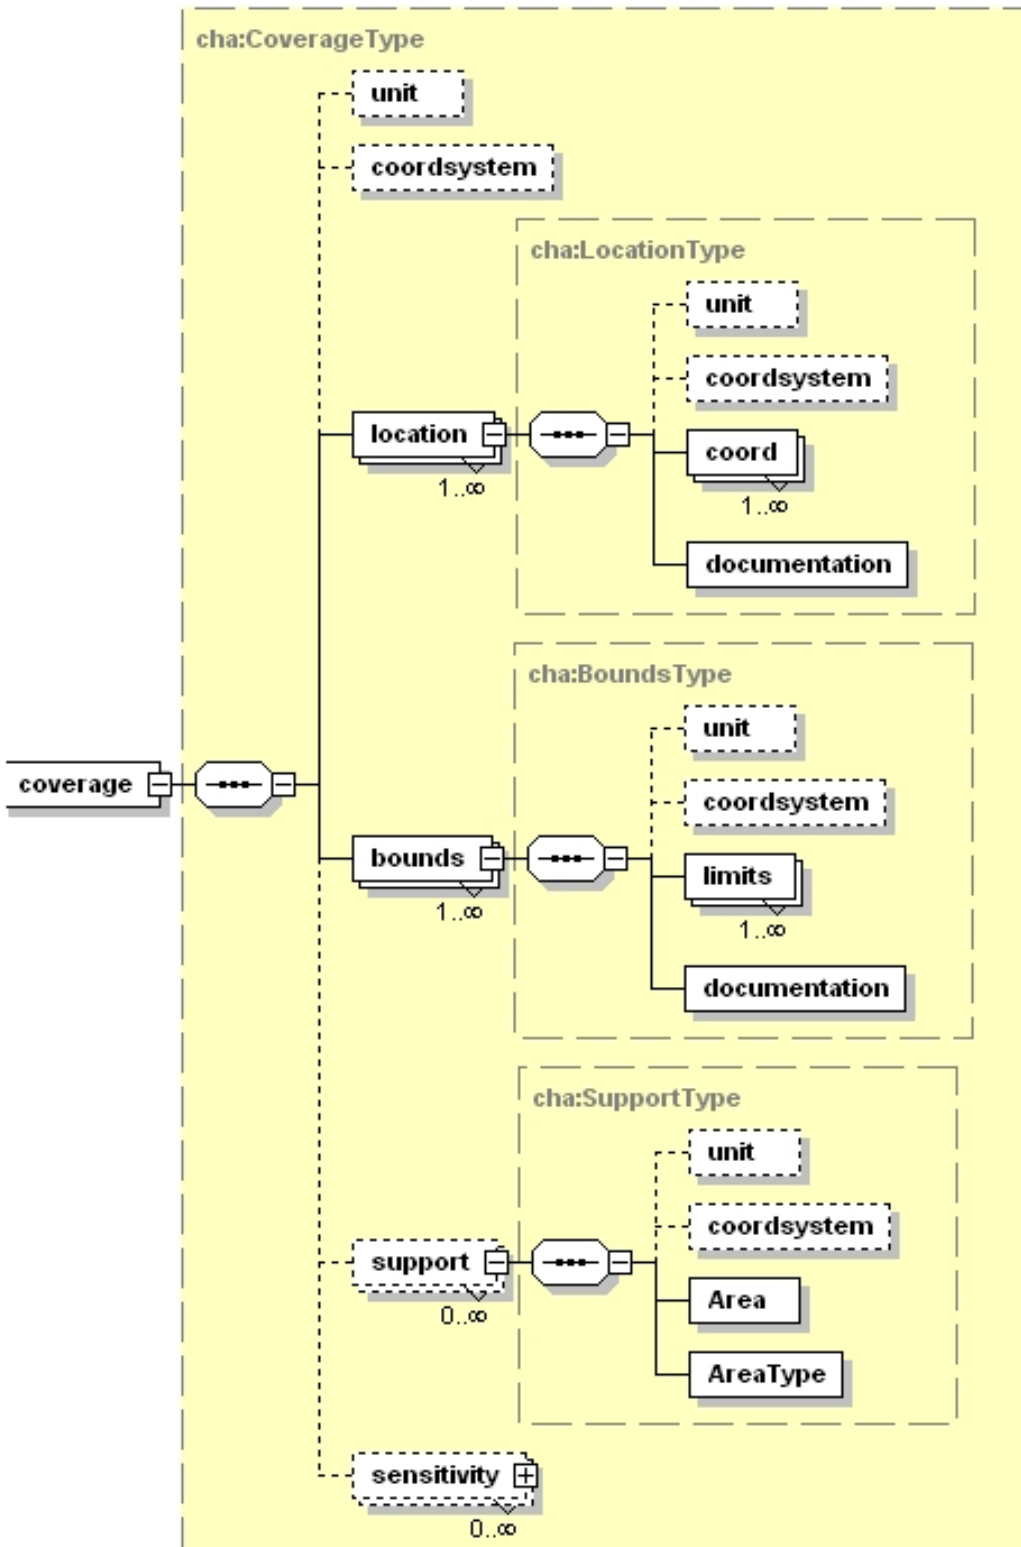 cha:CoverageType
unit
coordsystem
cha:LocationType
unit
coordsystem
location
1..∞
coord
1..∞
documentation
cha:BoundsType
unit
coordsystem
coverage
bounds
1..∞
limits
1..∞
documentation
cha:SupportType
unit
coordsystem
support
0..∞
Area
AreaType
sensitivity
0..∞